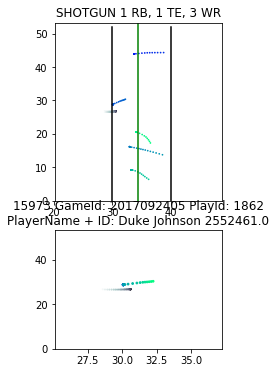 SHOTGUN 1 RB, 1 TE, 3 WR
50
40
30
20
10
0
20 30 40
15973 GameId: 2017092405 PlayId: 1862
PlayerName + ID: Duke Johnson 2552461.0
40
20
0
27.5 30.0 32.5 35.0